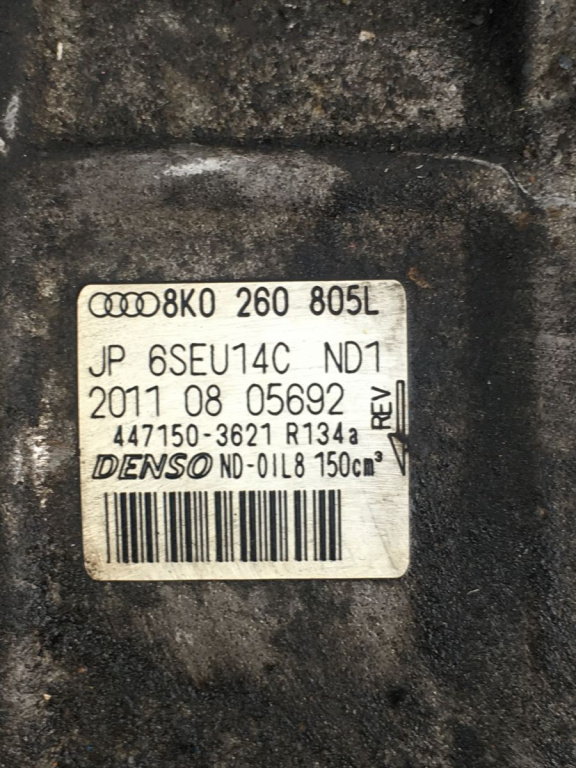 8K0 260 805L
JP 6SEU14C ND1
2011 08 05692
REV
447150-3621 R134a
DENSO ND-OIL8 150cm³